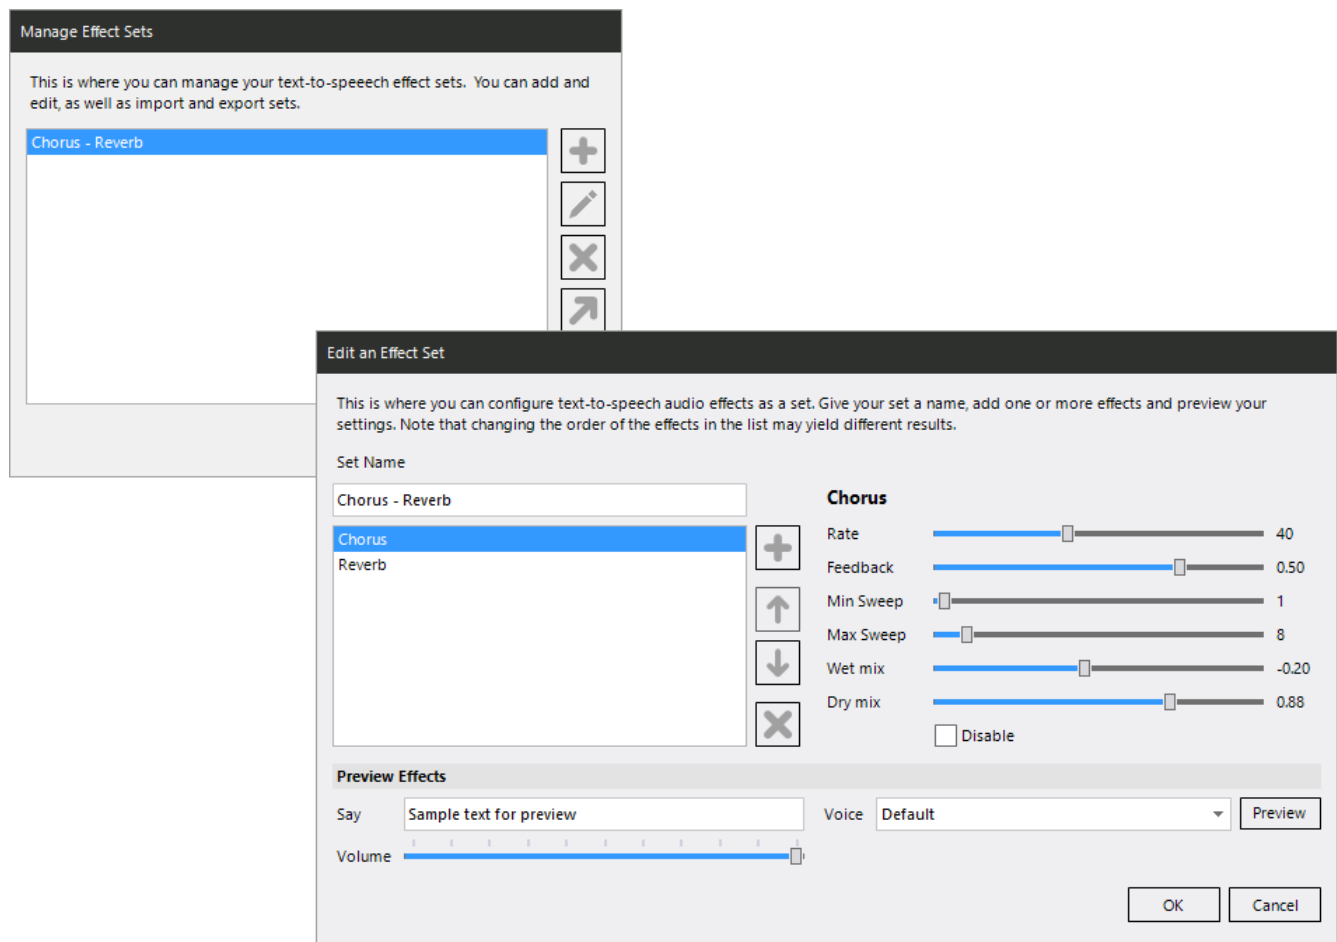 Manage Effect Sets
This is where you can manage your text-to-speeech effect sets.  You can add and
edit, as well as import and export sets.
Chorus - Reverb
Edit an Effect Set
This is where you can configure text-to-speech audio effects as a set. Give your set a name, add one or more effects and preview your
settings. Note that changing the order of the effects in the list may yield different results.
Set Name
Chorus - Reverb
Chorus
Reverb
Chorus
Rate 40
Feedback 0.50
Min Sweep 1
Max Sweep 8
Wet mix -0.20
Dry mix 0.88
Disable
Preview Effects
Say Sample text for preview Voice Default Preview
Volume
OK Cancel